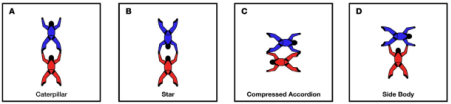 A
Caterpillar
B
Star
C
Compressed Accordion
D
Side Body